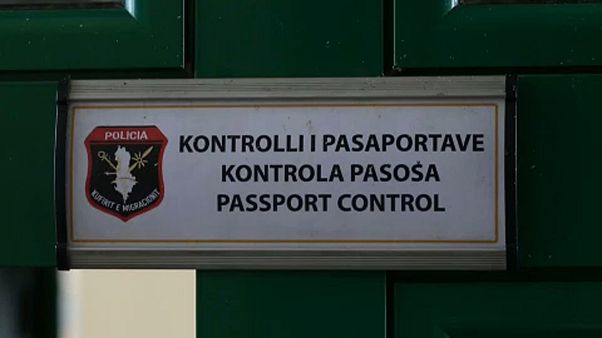 POLICIA
KUFIRIT E MIGRACIONIT
KONTROLLI I PASAPORTAVE
KONTROLA PASOŠA
PASSPORT CONTROL